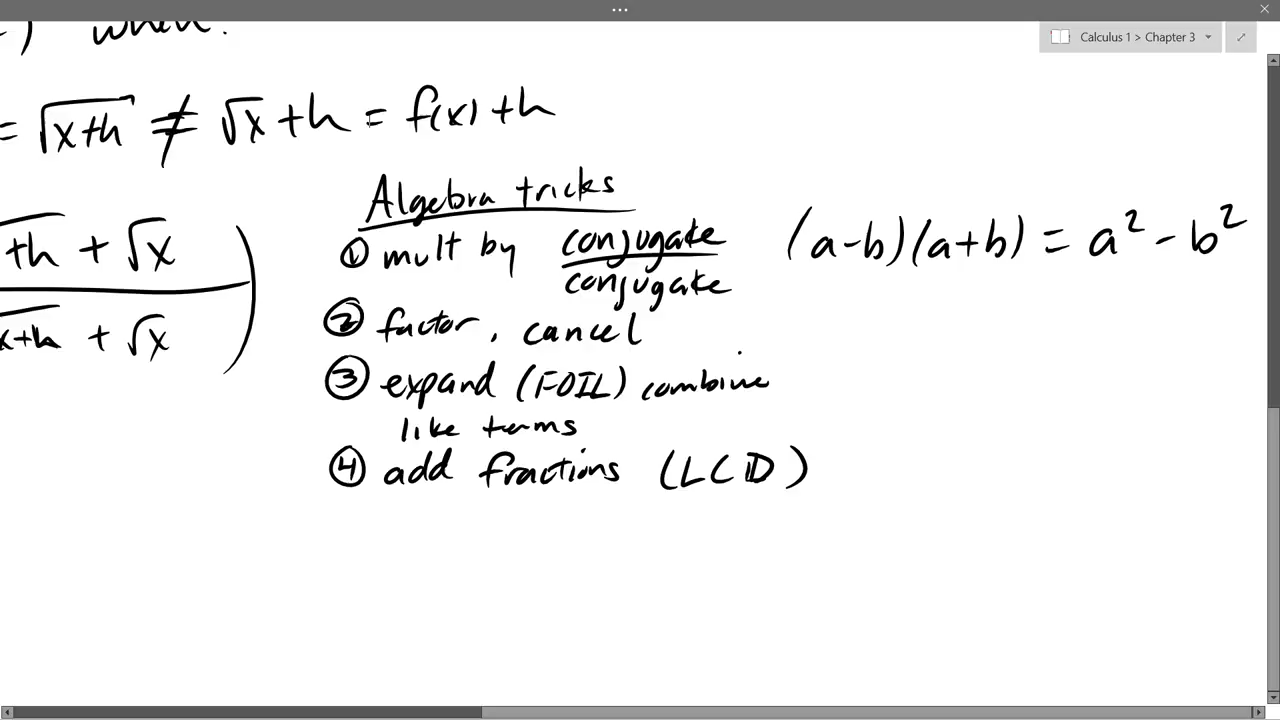 Calculus 1 > Chapter 3
) when.
= √x+h ≠ √x + h = f(x) + h
Algebra tricks
① mult by conjugate / conjugate
(a-b)(a+b) = a² - b²
+h + √x
x+h + √x )
② factor, cancel
③ expand (FOIL) combine
like terms
④ add fractions (LCD)